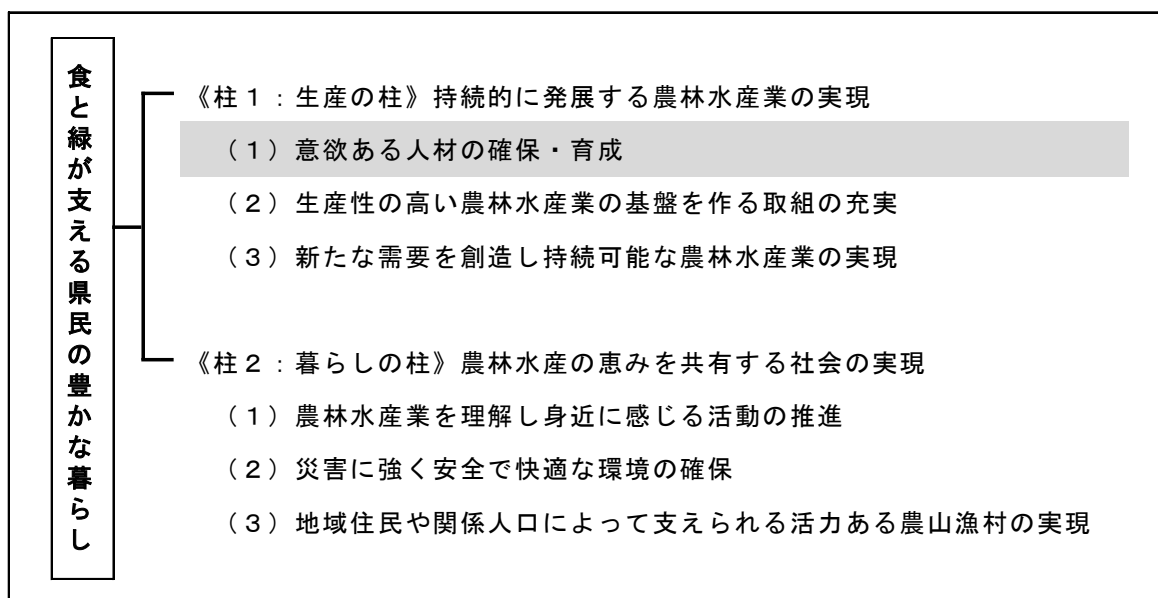 食と緑が支える県民の豊かな暮らし
《柱１：生産の柱》持続的に発展する農林水産業の実現
（１）意欲ある人材の確保・育成
（２）生産性の高い農林水産業の基盤を作る取組の充実
（３）新たな需要を創造し持続可能な農林水産業の実現
《柱２：暮らしの柱》農林水産の恵みを共有する社会の実現
（１）農林水産業を理解し身近に感じる活動の推進
（２）災害に強く安全で快適な環境の確保
（３）地域住民や関係人口によって支えられる活力ある農山漁村の実現